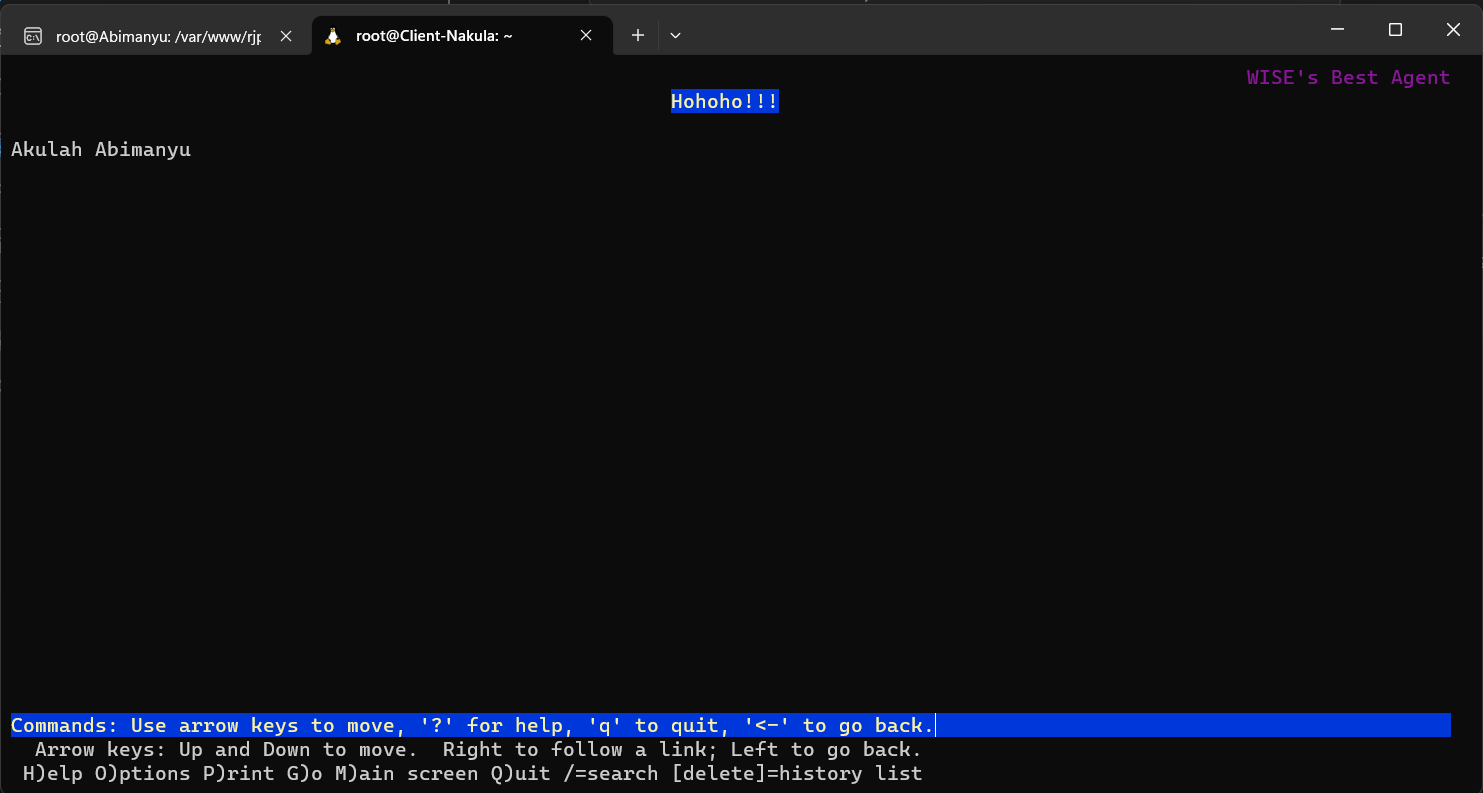 root@Abimanyu: /var/www/rjp
root@Client-Nakula: ~
WISE's Best Agent
Hohoho!!!
Akulah Abimanyu
Commands: Use arrow keys to move, '?' for help, 'q' to quit, '<-' to go back.
Arrow keys: Up and Down to move. Right to follow a link; Left to go back.
H)elp O)ptions P)rint G)o M)ain screen Q)uit /=search [delete]=history list